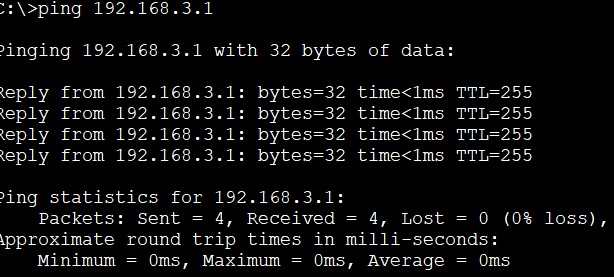 C:\>ping 192.168.3.1
Pinging 192.168.3.1 with 32 bytes of data:
Reply from 192.168.3.1: bytes=32 time<1ms TTL=255
Reply from 192.168.3.1: bytes=32 time<1ms TTL=255
Reply from 192.168.3.1: bytes=32 time<1ms TTL=255
Reply from 192.168.3.1: bytes=32 time<1ms TTL=255
Ping statistics for 192.168.3.1:
    Packets: Sent = 4, Received = 4, Lost = 0 (0% loss),
Approximate round trip times in milli-seconds:
    Minimum = 0ms, Maximum = 0ms, Average = 0ms